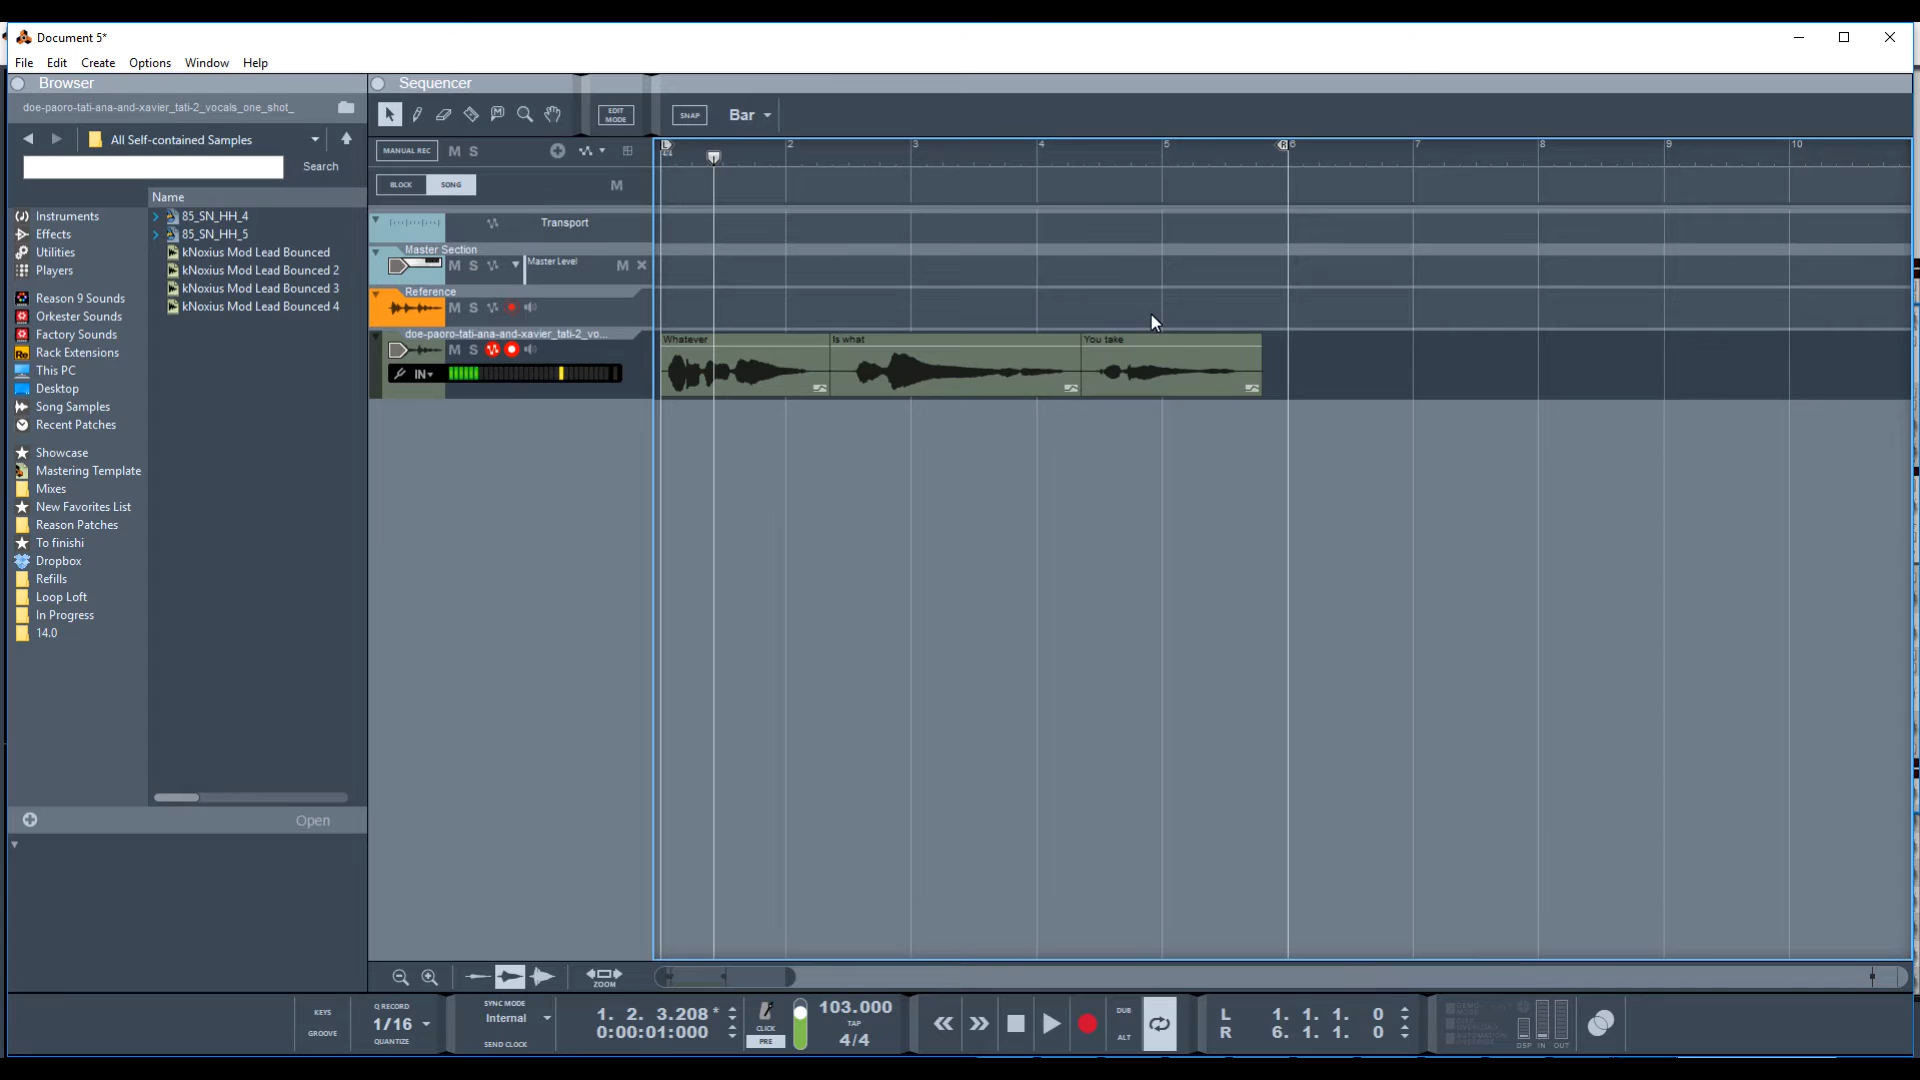 Document 5*
File Edit Create Options Window Help
Browser
Sequencer
doe-paoro-tati-ana-and-xavier_tati-2_vocals_one_shot_
EDIT MODE
SNAP
Bar
All Self-contained Samples
MANUAL REC
M S
2 3 4 5 6 7 8 9 10
L
R
Search
BLOCK SONG
M
Name
Instruments
Effects
Utilities
Players
Reason 9 Sounds
Orkester Sounds
Factory Sounds
Rack Extensions
This PC
Desktop
Song Samples
Recent Patches
Showcase
Mastering Template
Mixes
New Favorites List
Reason Patches
To finishi
Dropbox
Refills
Loop Loft
In Progress
14.0
85_SN_HH_4
85_SN_HH_5
kNoxius Mod Lead Bounced
kNoxius Mod Lead Bounced 2
kNoxius Mod Lead Bounced 3
kNoxius Mod Lead Bounced 4
Transport
Master Section
M S
Master Level
M
Reference
M S
doe-paoro-tati-ana-and-xavier_tati-2_vo...
M S
IN
Whatever
Is what
You take
Open
ZOOM
KEYS
GROOVE
Q RECORD
1/16
QUANTIZE
SYNC MODE
Internal
SEND CLOCK
1. 2. 3.208 *
0:00:01:000
CLICK
PRE
103.000
TAP
4/4
DUB
ALT
L 1. 1. 1. 0
R 6. 1. 1. 0
DSP IN OUT